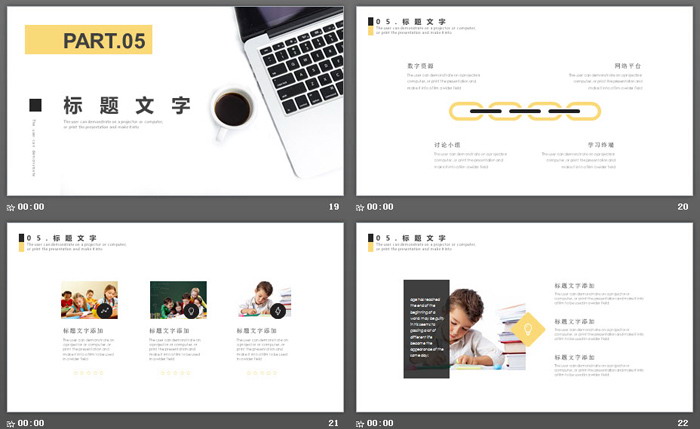 PART.05
标题文字
The user can demonstrate on a projector or computer,
or print the presentation and make it into
The user can demonstrate
00:00
19
05.标题文字
The user can demonstrate on a projector or computer,
or print the presentation and make it into
数字资源
The user can demonstrate on a projector
or computer, or print the presentation and
make it into a film to be used in a wider field
网络平台
The user can demonstrate on a projector
or computer, or print the presentation and
make it into a film to be used in a wider field
讨论小组
The user can demonstrate on a projector
or computer, or print the presentation and
make it into a film to be used in a wider field
学习终端
The user can demonstrate on a projector
or computer, or print the presentation and
make it into a film to be used in a wider field
00:00
20
05.标题文字
The user can demonstrate on a projector or computer,
or print the presentation and make it into
标题文字添加
The user can demonstrate on
a projector or computer, or
print the presentation and
make it into a film to be used
in a wider field
标题文字添加
The user can demonstrate on
a projector or computer, or
print the presentation and
make it into a film to be used
in a wider field
标题文字添加
The user can demonstrate on
a projector or computer, or
print the presentation and
make it into a film to be used
in a wider field
00:00
21
05.标题文字
The user can demonstrate on a projector or computer,
or print the presentation and make it into
age has reached
the end of the
beginning of a
word. May be guilty
in his seems to
passing a lot of
different life
become the
appearance of the
same day;
标题文字添加
The user can demonstrate on a projector or
computer, or print the presentation and make it
into a film to be used in a wider field
标题文字添加
The user can demonstrate on a projector or
computer, or print the presentation and make it
into a film to be used in a wider field
标题文字添加
The user can demonstrate on a projector or
computer, or print the presentation and make it
into a film to be used in a wider field
00:00
22